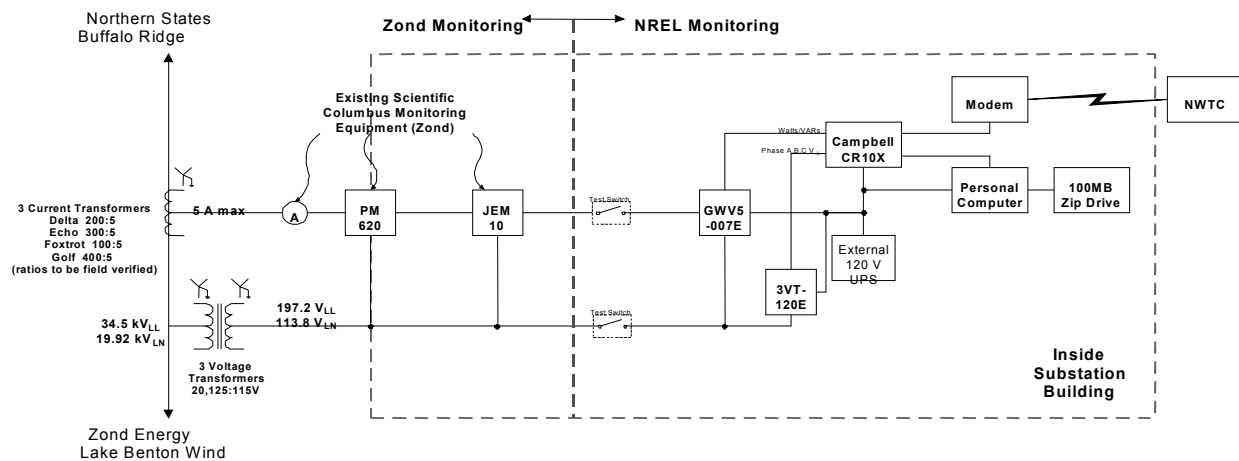 Northern States
Buffalo Ridge
Zond Monitoring
NREL Monitoring
Existing Scientific
Columbus Monitoring
Equipment (Zond)
Modem
NWTC
Watts/VARs
Phase A,B,C V L
Campbell
CR10X
3 Current Transformers
Delta 200:5
Echo 300:5
Foxtrot 100:5
Golf 400:5
(ratios to be field verified)
5 A max
A
PM
620
JEM
10
Test Switch
GWV5
-007E
Personal
Computer
100MB
Zip Drive
External
120 V
UPS
3VT-
120E
34.5 kVLL
19.92 kVLN
197.2 VLL
113.8 VLN
Test Switch
3 Voltage
Transformers
20,125:115V
Inside
Substation
Building
Zond Energy
Lake Benton Wind